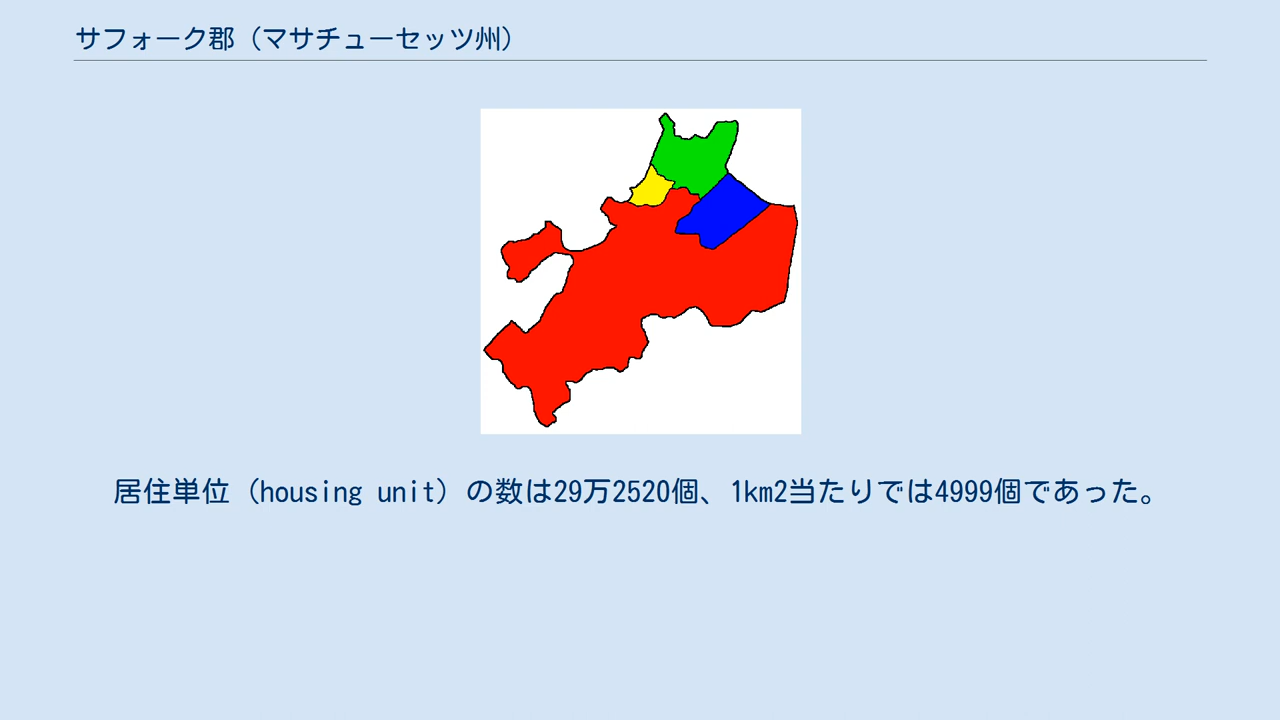 サフォーク郡（マサチューセッツ州）
居住単位（housing unit）の数は29万2520個、1km2当たりでは4999個であった。